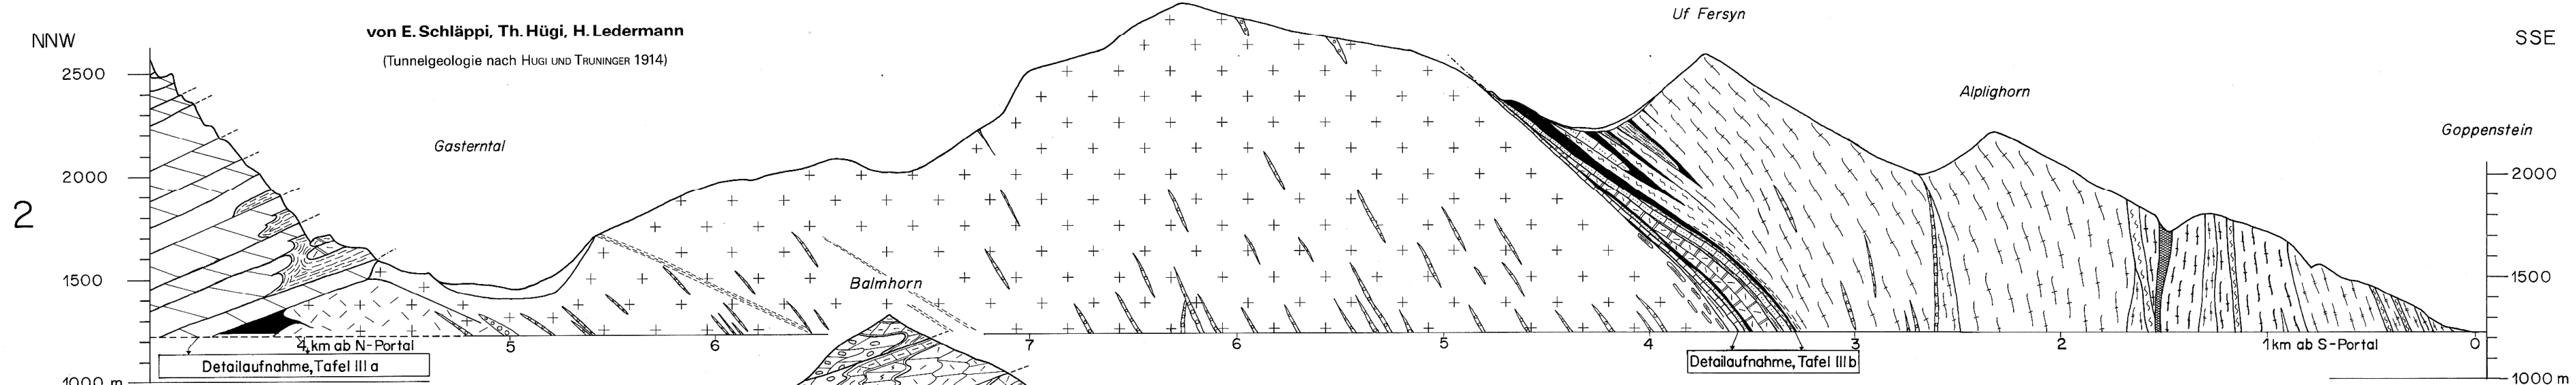 Uf Fersyn
von E. Schläppi, Th. Hügi, H. Ledermann
NNW
SSE
(Tunnelgeologie nach HUGI UND TRUNINGER 1914)
2500
Alplighorn
Goppenstein
Gasterntal
2000
2000
2
1500
1500
Balmhorn
4 km ab N-Portal
5
6
7
6
5
4
3
2
1 km ab S-Portal
0
Detailaufnahme, Tafel III a
Detailaufnahme, Tafel III b
1000 m
1000 m